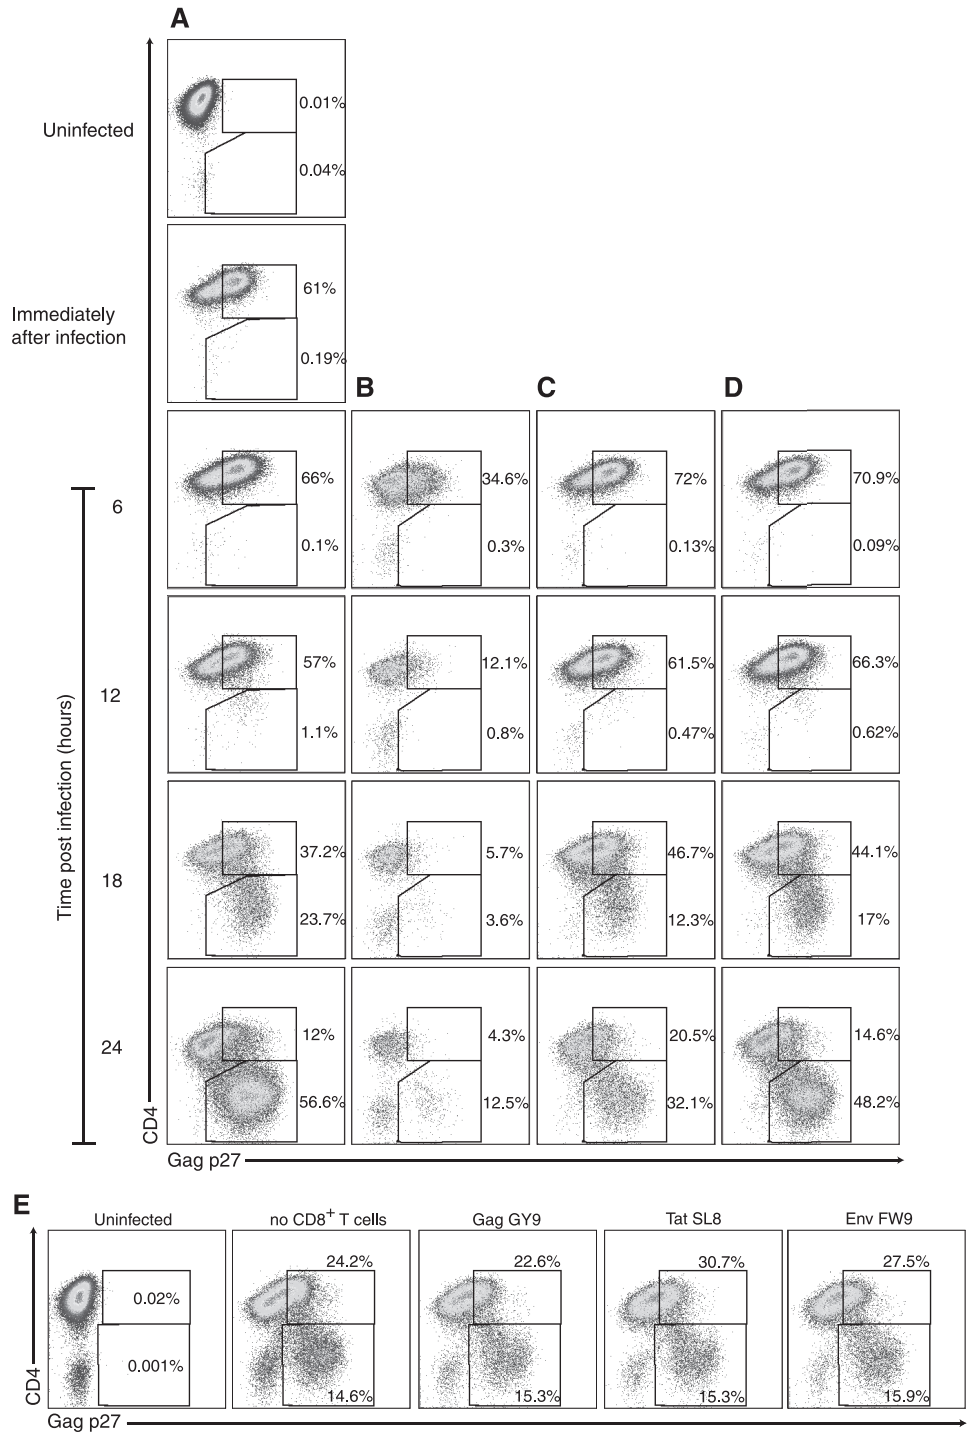 A
Uninfected
0.01%
0.04%
Immediately
after infection
61%
0.19%
B
C
D
6
66%
34.6%
72%
70.9%
0.1%
0.3%
0.13%
0.09%
12
57%
12.1%
61.5%
66.3%
1.1%
0.8%
0.47%
0.62%
Time post infection (hours)
18
37.2%
5.7%
46.7%
44.1%
23.7%
3.6%
12.3%
17%
24
12%
4.3%
20.5%
14.6%
56.6%
12.5%
32.1%
48.2%
CD4
Gag p27
E
Uninfected
no CD8+ T cells
Gag GY9
Tat SL8
Env FW9
24.2%
22.6%
30.7%
27.5%
0.02%
0.001%
14.6%
15.3%
15.3%
15.9%
CD4
Gag p27